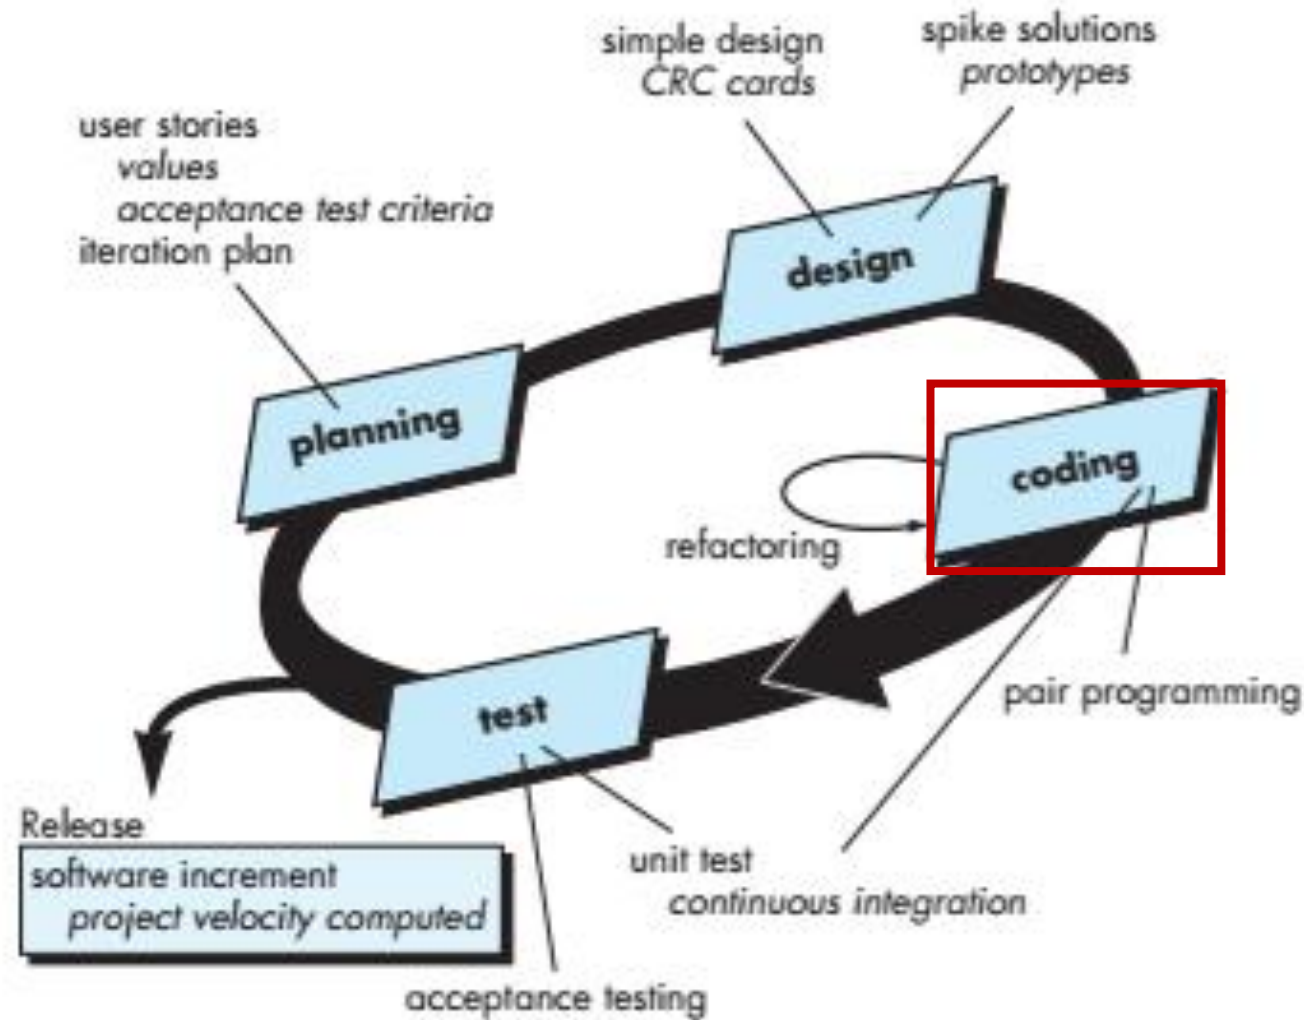 simple design
CRC cards
spike solutions
prototypes
user stories
values
acceptance test criteria
iteration plan
design
planning
coding
refactoring
pair programming
test
Release
software increment
project velocity computed
unit test
continuous integration
acceptance testing